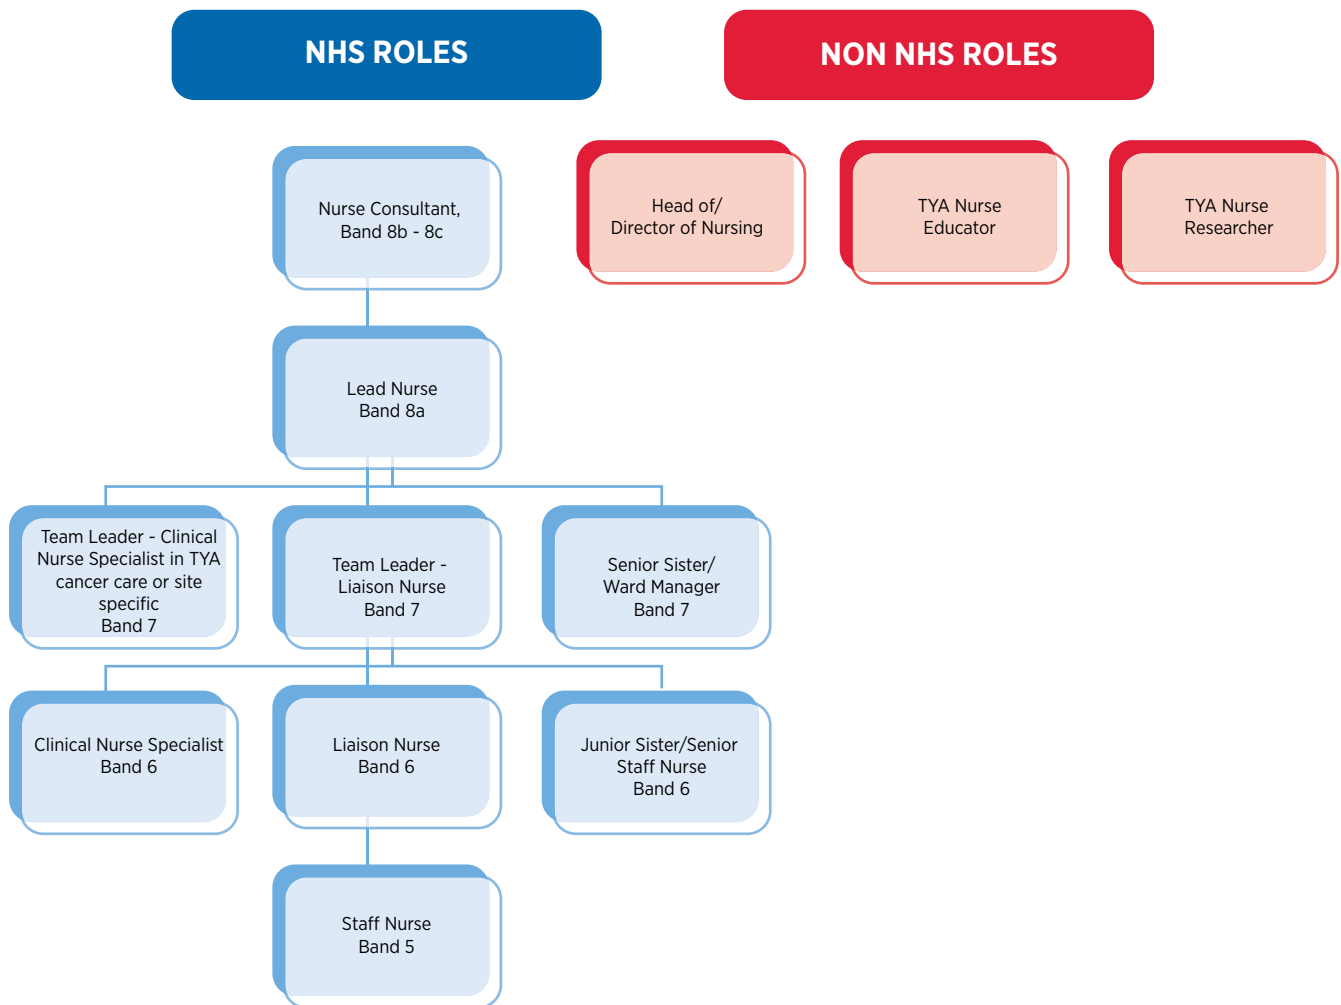 NHS ROLES
NON NHS ROLES
Nurse Consultant,
Band 8b - 8c
Head of/
Director of Nursing
TYA Nurse
Educator
TYA Nurse
Researcher
Lead Nurse
Band 8a
Team Leader - Clinical
Nurse Specialist in TYA
cancer care or site
specific
Band 7
Team Leader -
Liaison Nurse
Band 7
Senior Sister/
Ward Manager
Band 7
Clinical Nurse Specialist
Band 6
Liaison Nurse
Band 6
Junior Sister/Senior
Staff Nurse
Band 6
Staff Nurse
Band 5